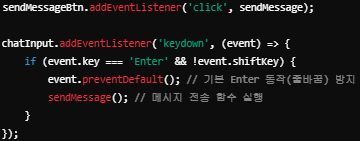 sendMessageBtn.addEventListener('click', sendMessage);
chatInput.addEventListener('keydown', (event) => {
if (event.key === 'Enter' && !event.shiftKey) {
event.preventDefault(); // 기본 Enter 동작(줄바꿈) 방지
sendMessage(); // 메시지 전송 함수 실행
}
});